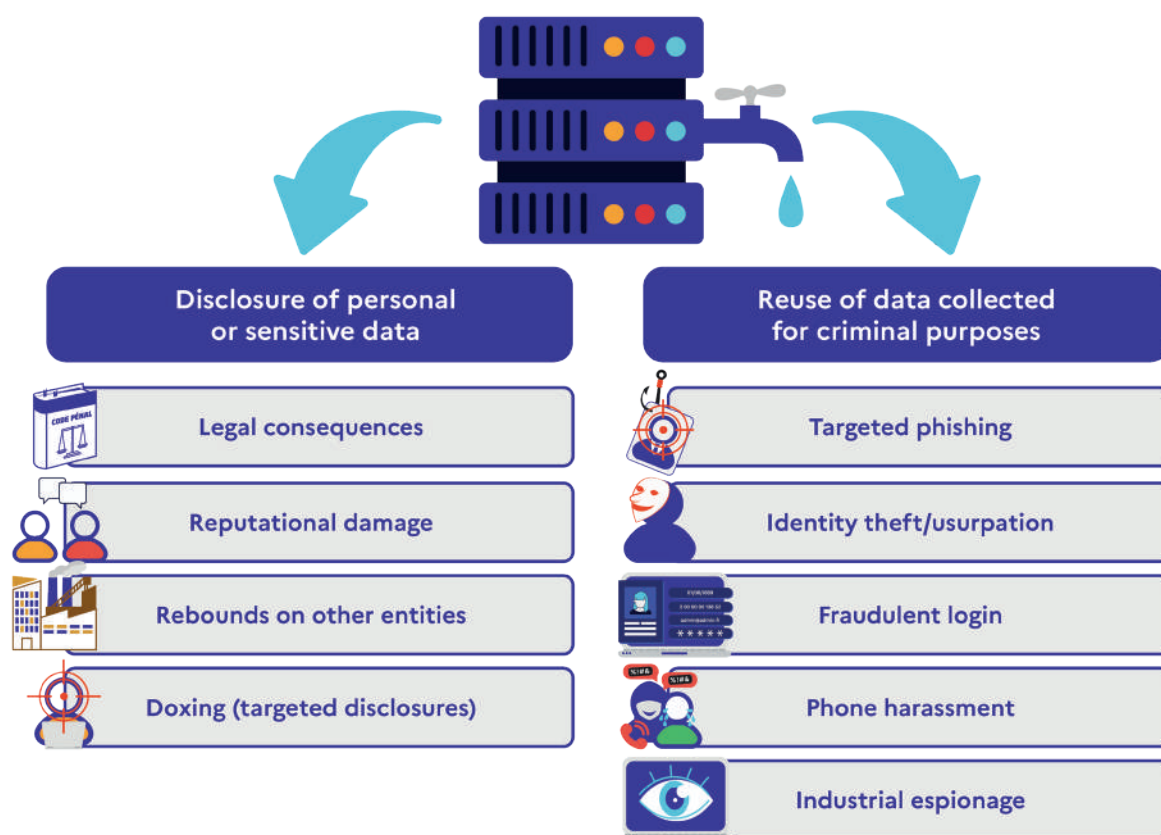 Disclosure of personal
or sensitive data
CODE PÉNAL
Legal consequences
Reputational damage
Rebounds on other entities
Doxing (targeted disclosures)
Reuse of data collected
for criminal purposes
Targeted phishing
Identity theft/usurpation
Fraudulent login
%!#&
%!#&
Phone harassment
Industrial espionage